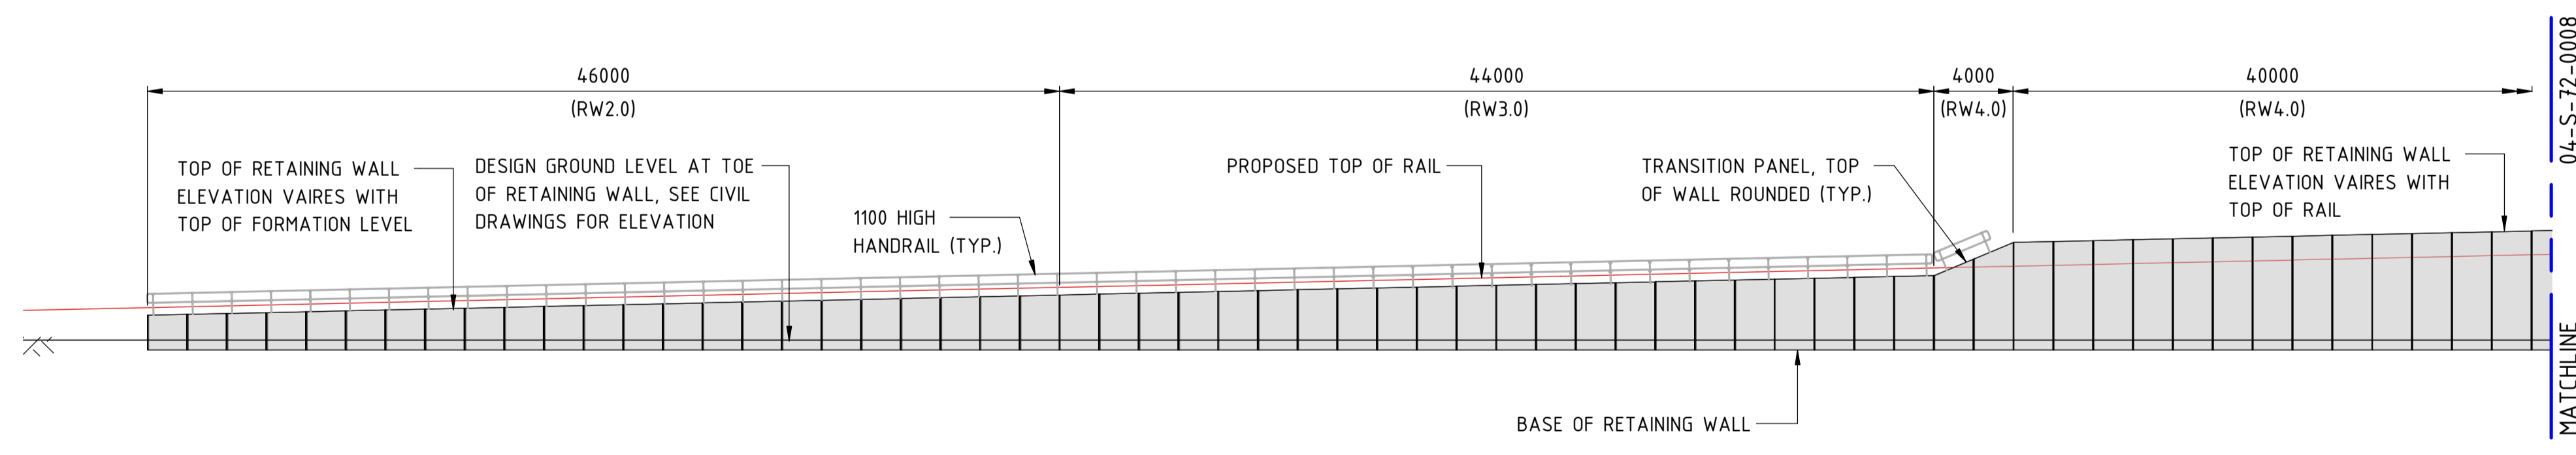 46000
(RW2.0)
44000
(RW3.0)
4000
(RW4.0)
40000
(RW4.0)
TOP OF RETAINING WALL
ELEVATION VAIRES WITH
TOP OF FORMATION LEVEL
DESIGN GROUND LEVEL AT TOE
OF RETAINING WALL, SEE CIVIL
DRAWINGS FOR ELEVATION
1100 HIGH
HANDRAIL (TYP.)
PROPOSED TOP OF RAIL
TRANSITION PANEL, TOP
OF WALL ROUNDED (TYP.)
TOP OF RETAINING WALL
ELEVATION VAIRES WITH
TOP OF RAIL
BASE OF RETAINING WALL
MATCHLINE
04-S-72-0008